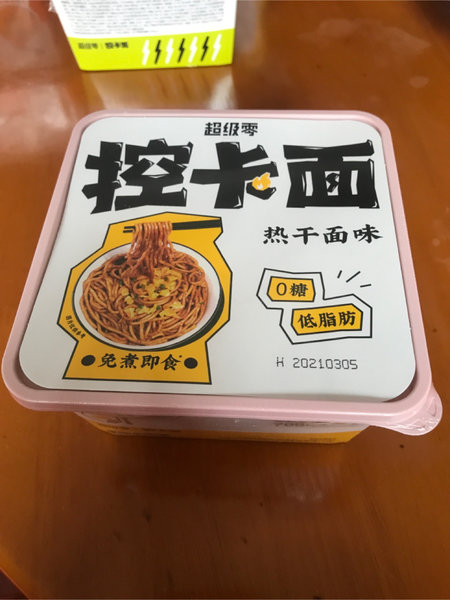 超级零
控卡面
热干面味
0糖
低脂肪
免煮即食
H 20210305